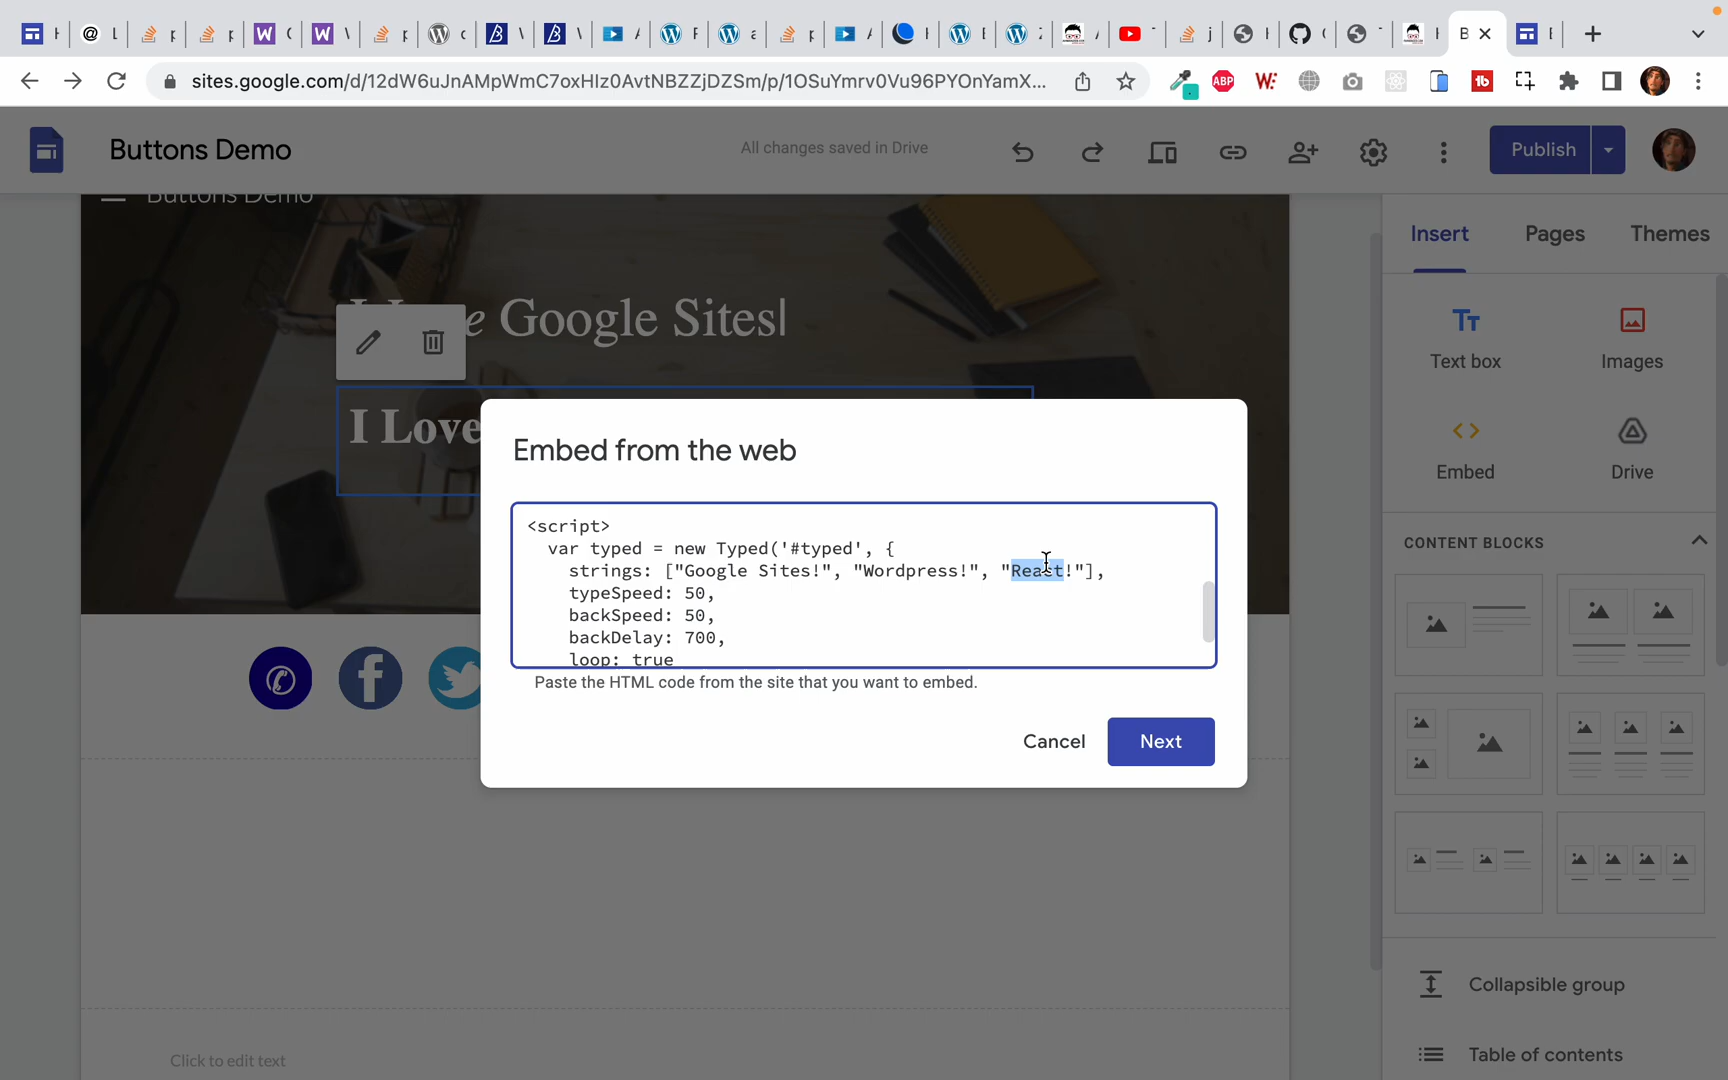 sites.google.com/d/12dW6uJnAMpWmC7oxHIz0AvtNBZZjDZSm/p/1OSuYmrv0Vu96PYOnYamX...
ABP
W:
tb
Buttons Demo
All changes saved in Drive
Publish
Buttons Demo
Insert
Pages
Themes
Google Sites|
I Love
Text box
Images
Embed
Drive
Embed from the web
<script>
var typed = new Typed('#typed', {
strings: ["Google Sites!", "Wordpress!", "React!"],
typeSpeed: 50,
backSpeed: 50,
backDelay: 700,
loop: true
Paste the HTML code from the site that you want to embed.
Cancel
Next
CONTENT BLOCKS
Collapsible group
Table of contents
Click to edit text